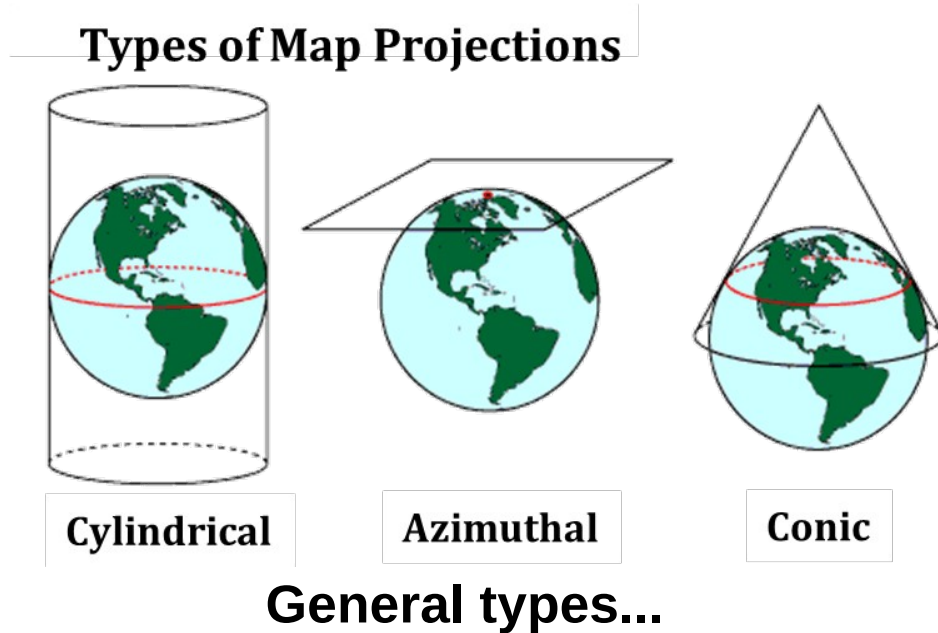 Types of Map Projections
Cylindrical
Azimuthal
Conic
General types...